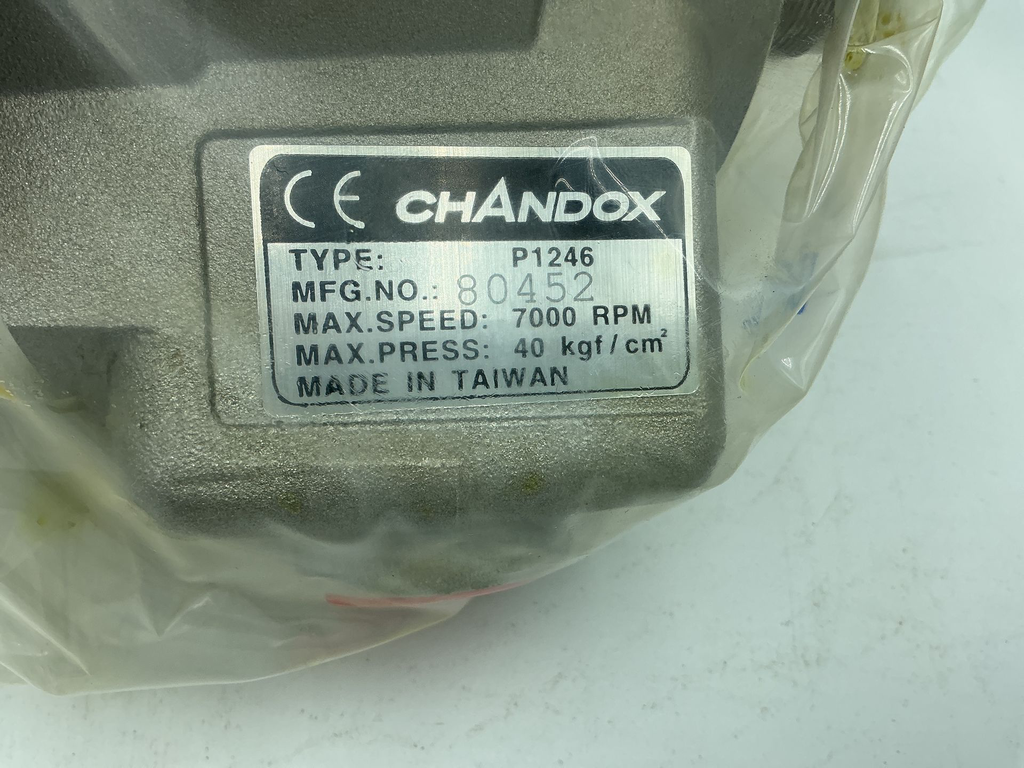 CE CHANDOX
TYPE: P1246
MFG.NO.: 80452
MAX.SPEED: 7000 RPM
MAX.PRESS: 40 kgf/cm²
MADE IN TAIWAN